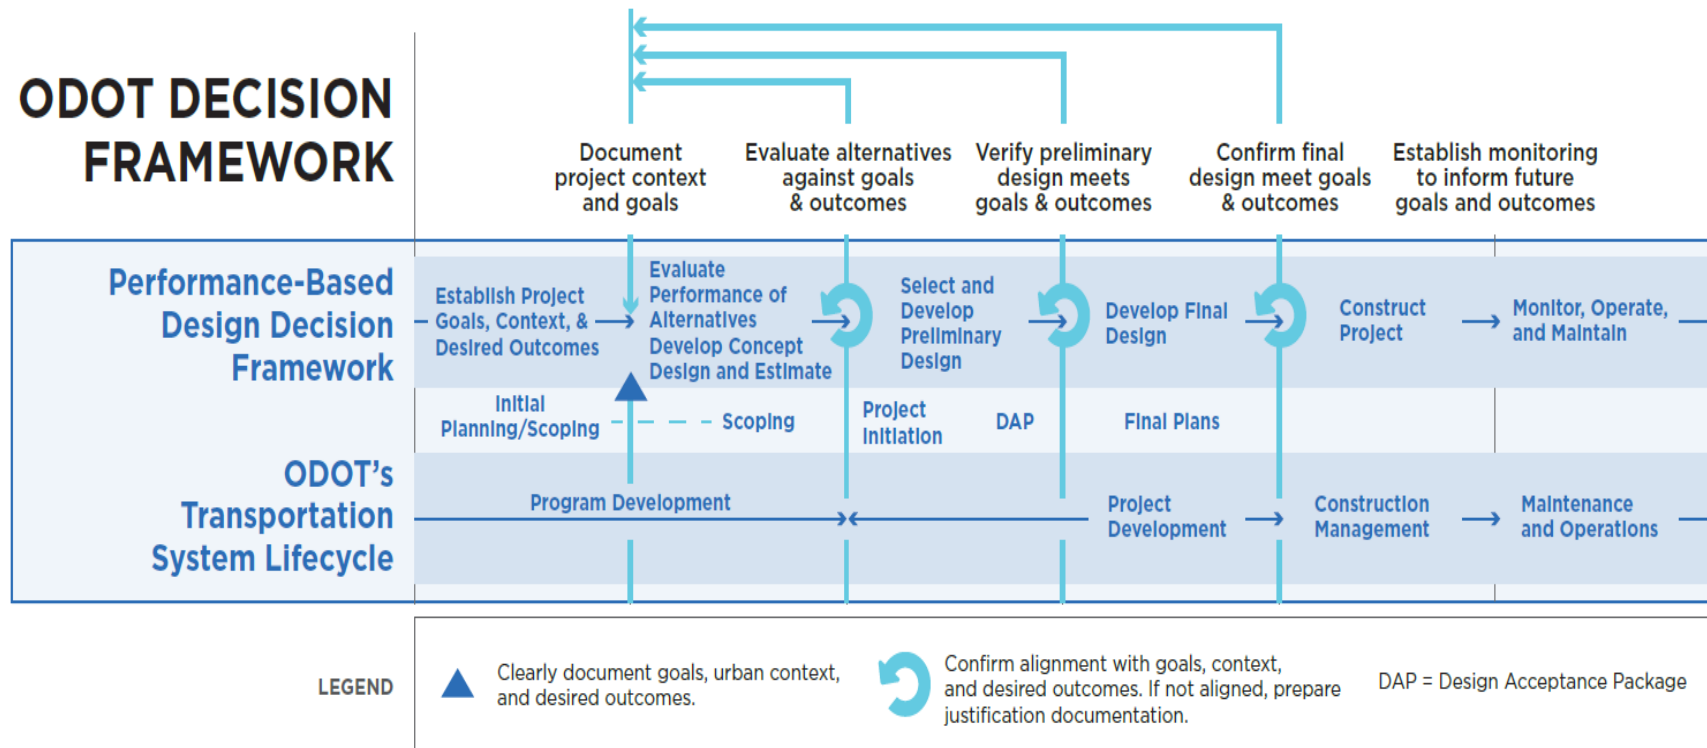 ODOT DECISION
FRAMEWORK
Document
project context
and goals
Evaluate alternatives
against goals
& outcomes
Verify preliminary
design meets
goals & outcomes
Confirm final
design meet goals
& outcomes
Establish monitoring
to inform future
goals and outcomes
Performance-Based
Design Decision
Framework
Establish Project
Goals, Context, &
Desired Outcomes
Evaluate
Performance of
Alternatives
Develop Concept
Design and Estimate
Select and
Develop
Preliminary
Design
Develop Final
Design
Construct
Project
Monitor, Operate,
and Maintain
Initial
Planning/Scoping
Scoping
Project
Initiation
DAP
Final Plans
ODOT's
Transportation
System Lifecycle
Program Development
Project
Development
Construction
Management
Maintenance
and Operations
LEGEND
Clearly document goals, urban context,
and desired outcomes.
Confirm alignment with goals, context,
and desired outcomes. If not aligned, prepare
justification documentation.
DAP = Design Acceptance Package